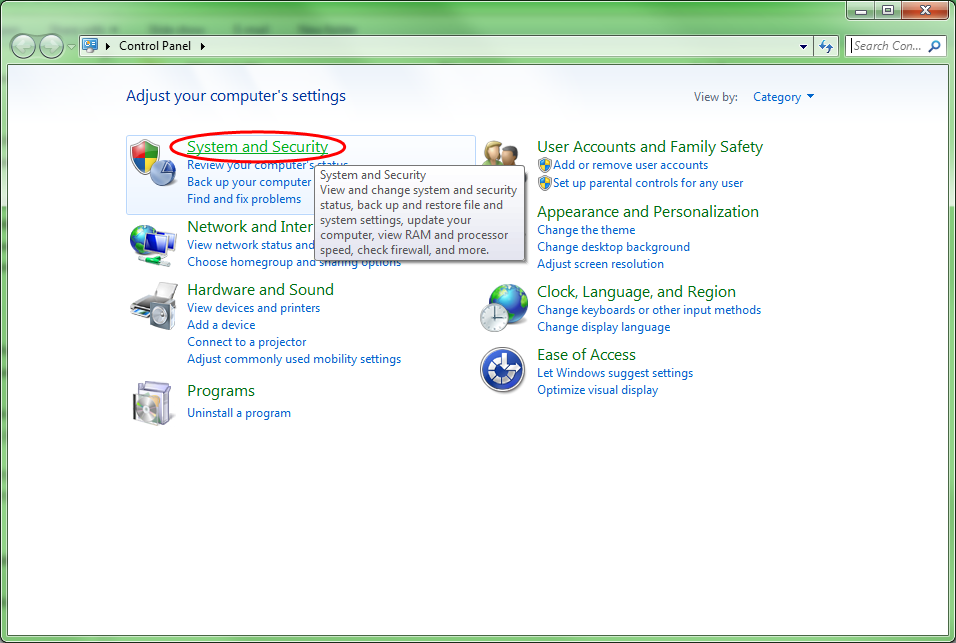 Control Panel
Search Con...
Adjust your computer's settings
View by: Category
System and Security
Review your computer's status
Back up your computer
Find and fix problems
System and Security
View and change system and security
status, back up and restore file and
system settings, update your
computer, view RAM and processor
speed, check firewall, and more.
Network and Inter
View network status and
Choose homegroup and sharing options
Hardware and Sound
View devices and printers
Add a device
Connect to a projector
Adjust commonly used mobility settings
Programs
Uninstall a program
User Accounts and Family Safety
Add or remove user accounts
Set up parental controls for any user
Appearance and Personalization
Change the theme
Change desktop background
Adjust screen resolution
Clock, Language, and Region
Change keyboards or other input methods
Change display language
Ease of Access
Let Windows suggest settings
Optimize visual display